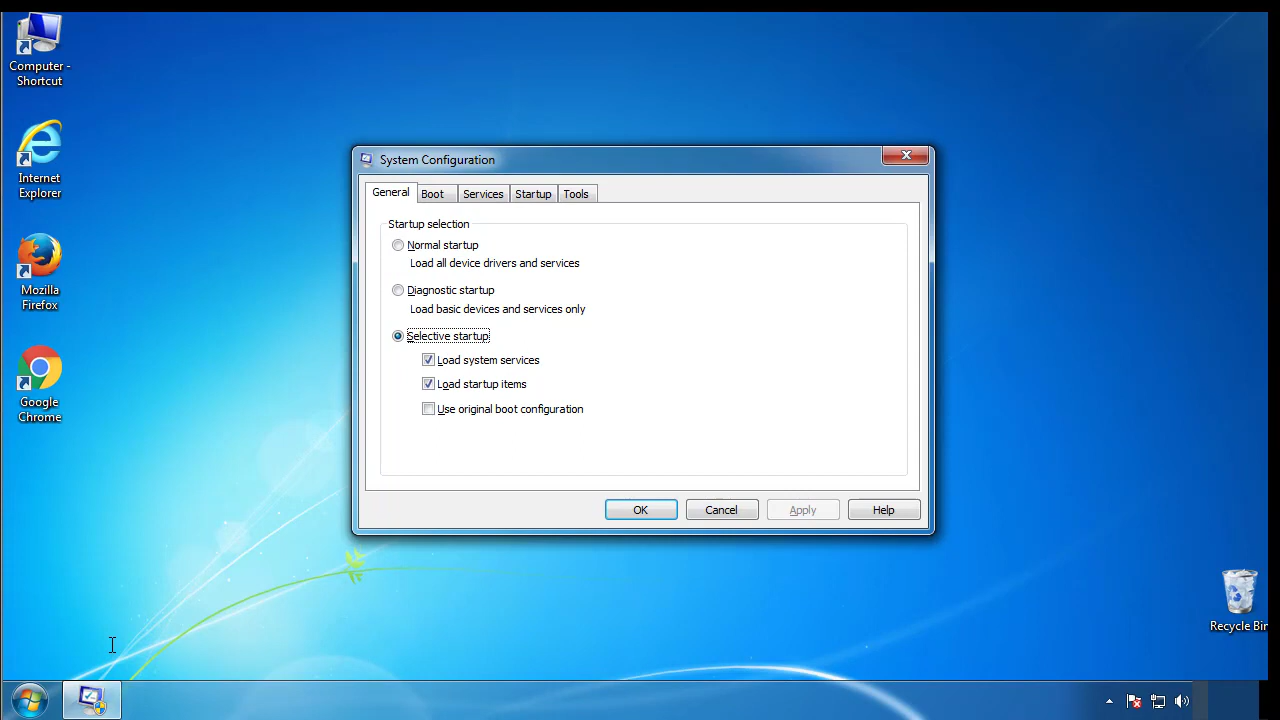 Computer -
Shortcut
Internet
Explorer
Mozilla
Firefox
Google
Chrome
System Configuration
General Boot Services Startup Tools
Startup selection
Normal startup
Load all device drivers and services
Diagnostic startup
Load basic devices and services only
Selective startup
Load system services
Load startup items
Use original boot configuration
OK Cancel Apply Help
Recycle Bin